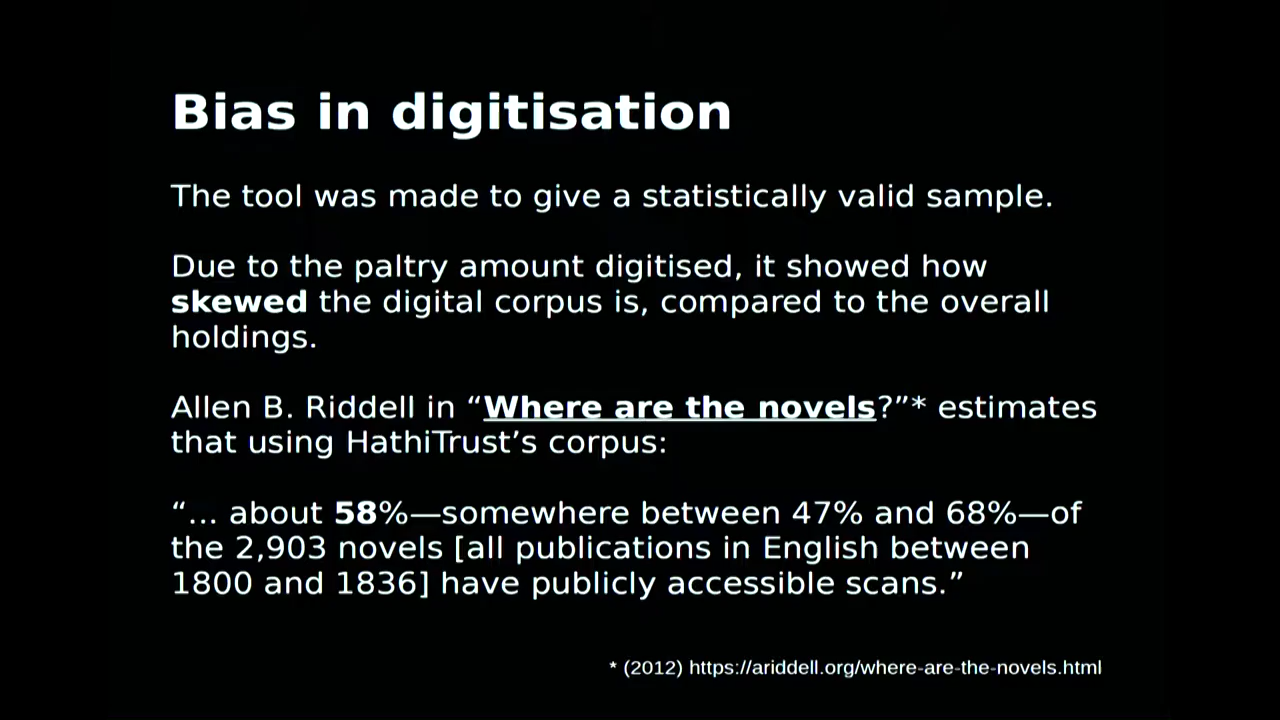 Bias in digitisation
The tool was made to give a statistically valid sample.
Due to the paltry amount digitised, it showed how
skewed the digital corpus is, compared to the overall
holdings.
Allen B. Riddell in “Where are the novels?”* estimates
that using HathiTrust’s corpus:
“… about 58%—somewhere between 47% and 68%—of
the 2,903 novels [all publications in English between
1800 and 1836] have publicly accessible scans.”
* (2012) https://ariddell.org/where-are-the-novels.html